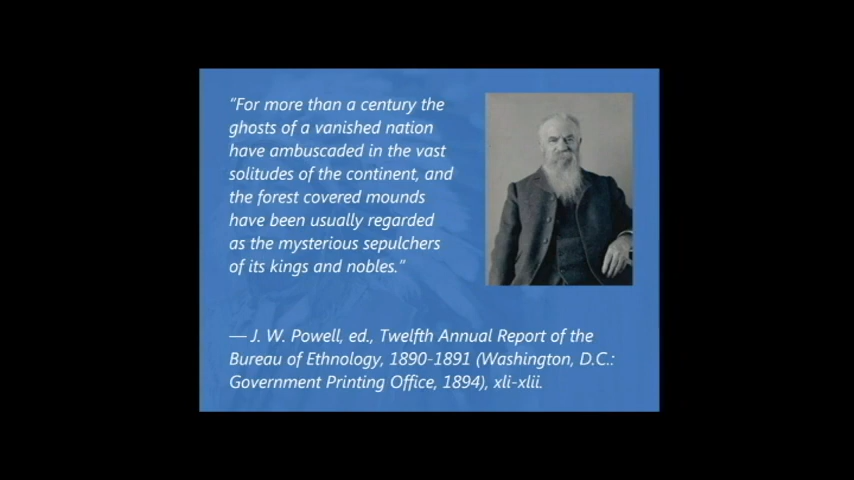 “For more than a century the
ghosts of a vanished nation
have ambuscaded in the vast
solitudes of the continent, and
the forest covered mounds
have been usually regarded
as the mysterious sepulchers
of its kings and nobles.”
— J. W. Powell, ed., Twelfth Annual Report of the
Bureau of Ethnology, 1890-1891 (Washington, D.C.:
Government Printing Office, 1894), xli-xlii.